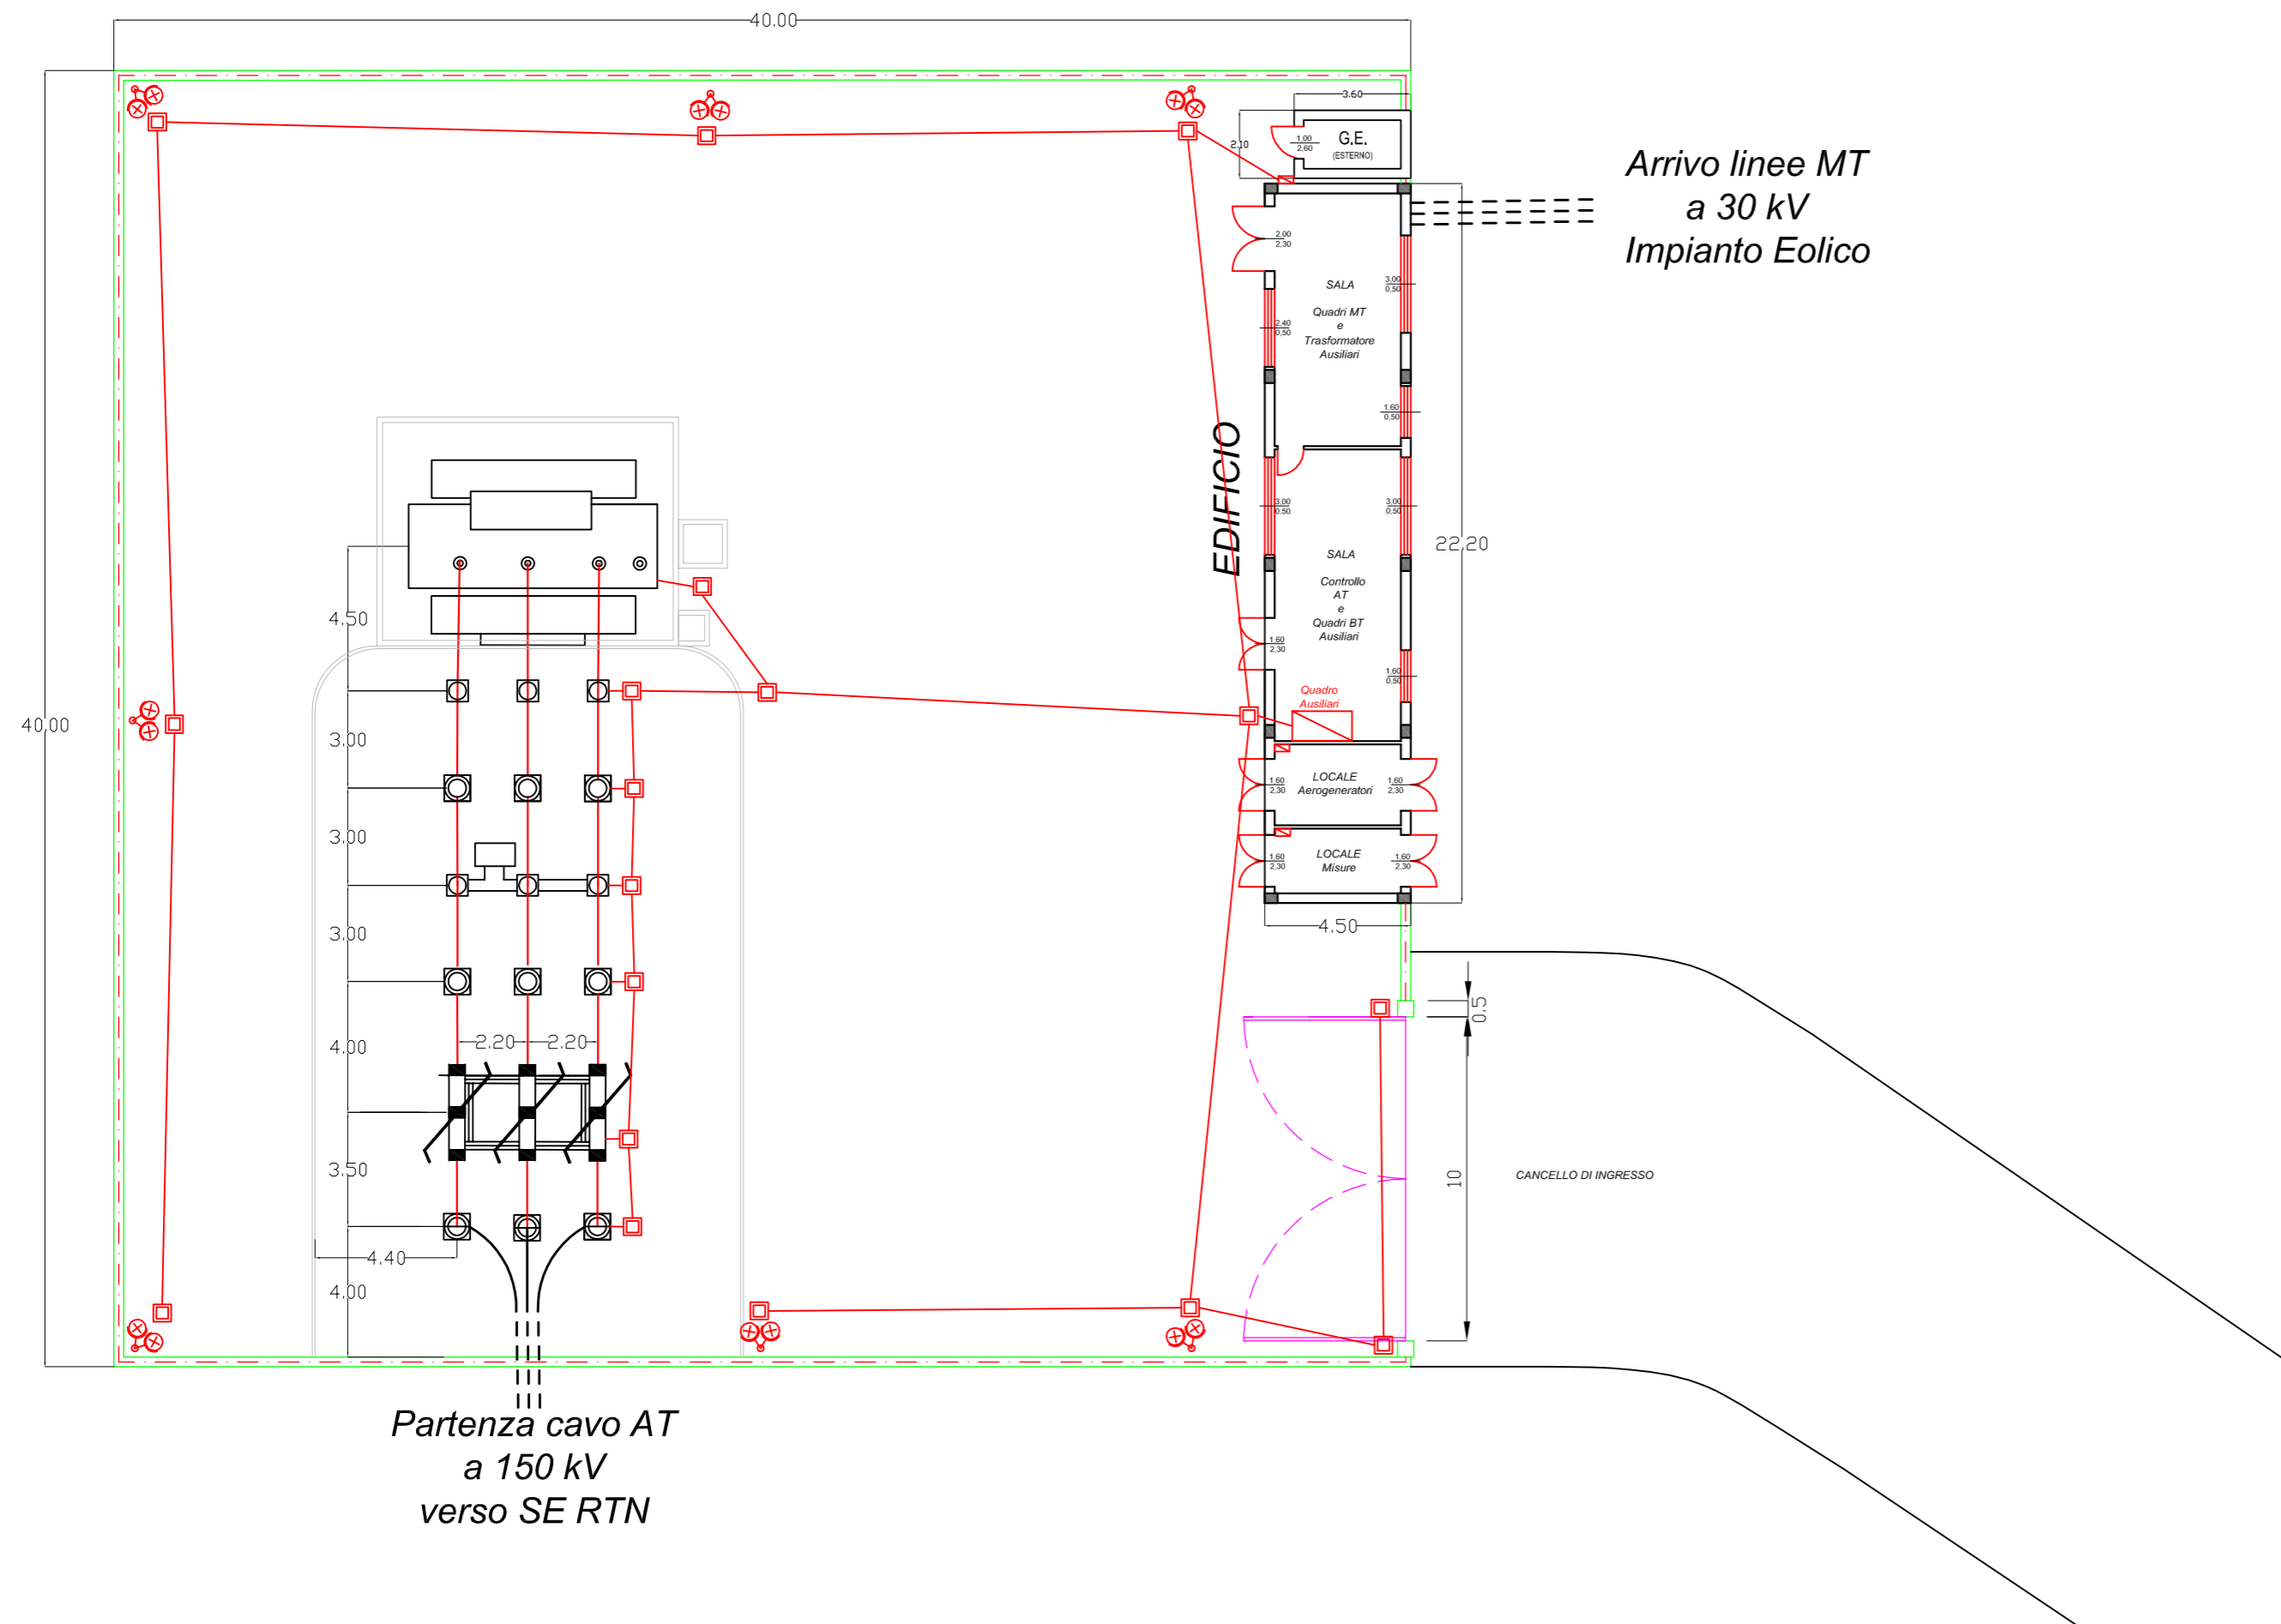 40.00
3.60
G.E.
(ESTERNO)
1,00
2,60
2.10
Arrivo linee MT
a 30 kV
Impianto Eolico
2,00
2,30
SALA
Quadri MT
e
Trasformatore
Ausiliari
3,00
0,50
2,40
0,50
1,60
0,50
EDIFICIO
3,00
0,50
3,00
0,50
22.20
SALA
Controllo
AT
e
Quadri BT
Ausiliari
1,60
2,30
1,60
0,50
Quadro
Ausiliari
LOCALE
Aerogeneratori
1,60
2,30
1,60
2,30
LOCALE
Misure
1,60
2,30
1,60
2,30
4.50
40.00
4.50
3.00
3.00
3.00
4.00
2.20
2.20
3.50
4.40
4.00
0.5
10
CANCELLO DI INGRESSO
Partenza cavo AT
a 150 kV
verso SE RTN